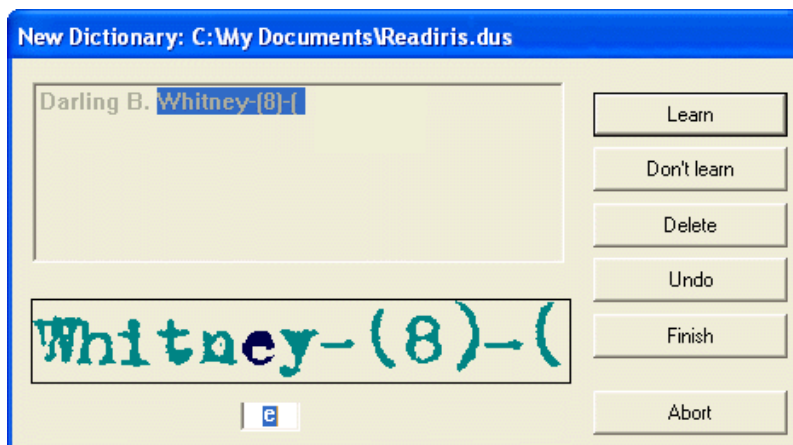 New Dictionary: C:\My Documents\Readiris.dus
Darling B. Whitney-(8)-(
Learn
Don't learn
Delete
Undo
Finish
Abort
Whitney-(8)-(
e